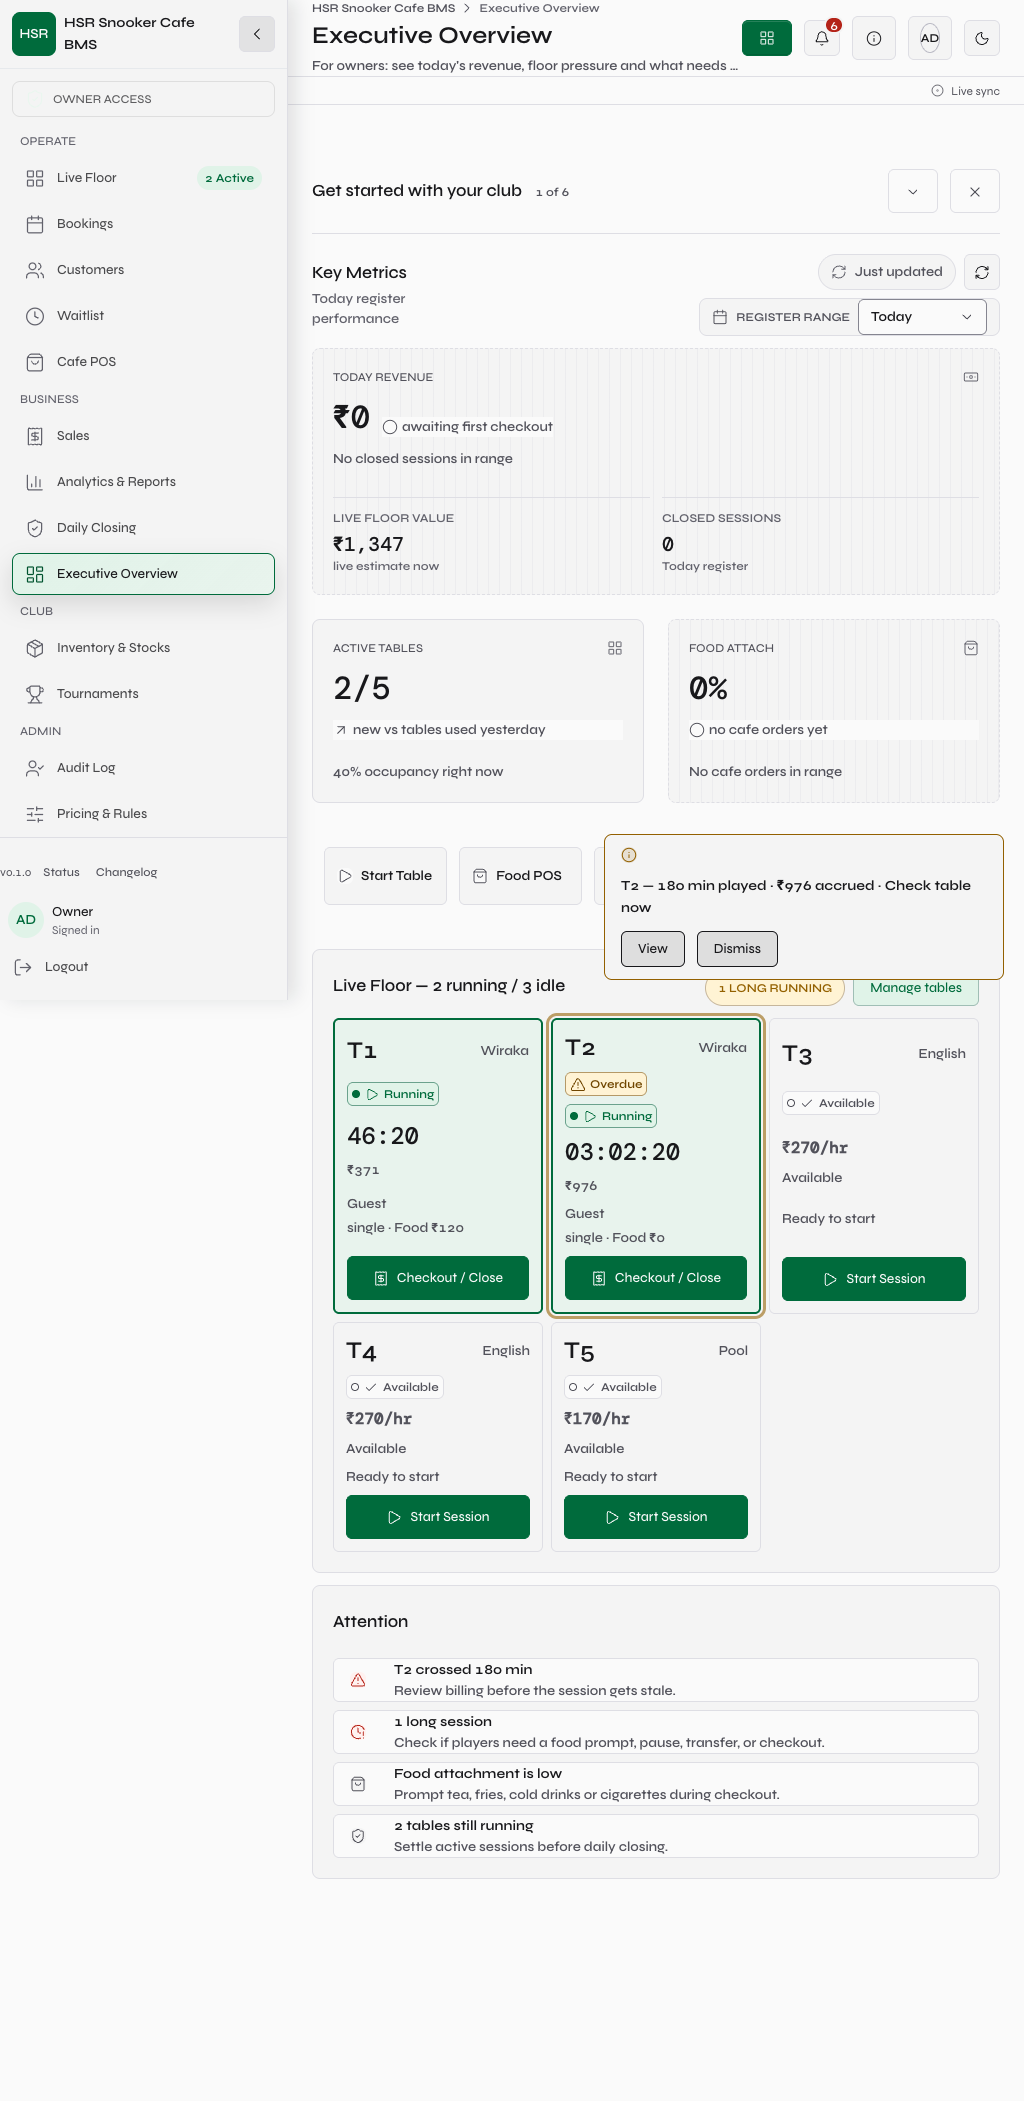 HSR
HSR Snooker Cafe
BMS
OWNER ACCESS
OPERATE
Live Floor
2 Active
Bookings
Customers
Waitlist
Cafe POS
BUSINESS
Sales
Analytics & Reports
Daily Closing
Executive Overview
CLUB
Inventory & Stocks
Tournaments
ADMIN
Audit Log
Pricing & Rules
v0.1.0 Status Changelog
AD
Owner
Signed in
Logout
HSR Snooker Cafe BMS > Executive Overview
Executive Overview
For owners: see today's revenue, floor pressure and what needs ...
6
AD
Live sync
Get started with your club 1 of 6
Key Metrics
Today register
performance
Just updated
REGISTER RANGE Today
TODAY REVENUE
₹0 awaiting first checkout
No closed sessions in range
LIVE FLOOR VALUE
₹1,347
live estimate now
CLOSED SESSIONS
0
Today register
ACTIVE TABLES
2/5
new vs tables used yesterday
40% occupancy right now
FOOD ATTACH
0%
no cafe orders yet
No cafe orders in range
Start Table
Food POS
T2 — 180 min played · ₹976 accrued · Check table
now
View
Dismiss
Live Floor — 2 running / 3 idle
1 LONG RUNNING
Manage tables
T1 Wiraka
Running
46:20
₹371
Guest
single · Food ₹120
Checkout / Close
T2 Wiraka
Overdue
Running
03:02:20
₹976
Guest
single · Food ₹0
Checkout / Close
T3 English
Available
₹270/hr
Available
Ready to start
Start Session
T4 English
Available
₹270/hr
Available
Ready to start
Start Session
T5 Pool
Available
₹170/hr
Available
Ready to start
Start Session
Attention
T2 crossed 180 min
Review billing before the session gets stale.
1 long session
Check if players need a food prompt, pause, transfer, or checkout.
Food attachment is low
Prompt tea, fries, cold drinks or cigarettes during checkout.
2 tables still running
Settle active sessions before daily closing.